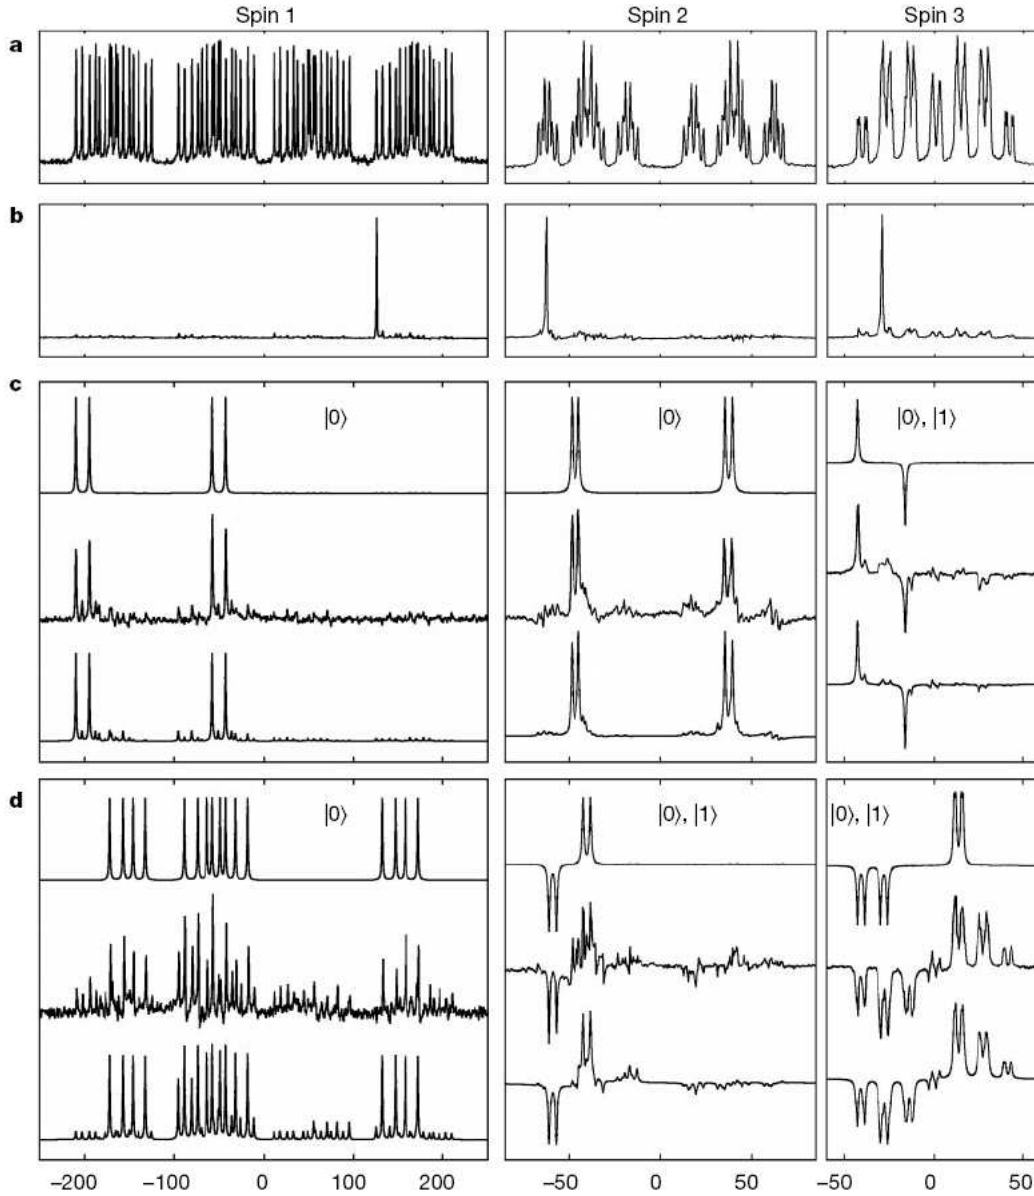 Spin 1 Spin 2 Spin 3
a
b
c
|0⟩ |0⟩ |0⟩, |1⟩
d
|0⟩ |0⟩, |1⟩ |0⟩, |1⟩
−200 −100 0 100 200 −50 0 50 −50 0 50